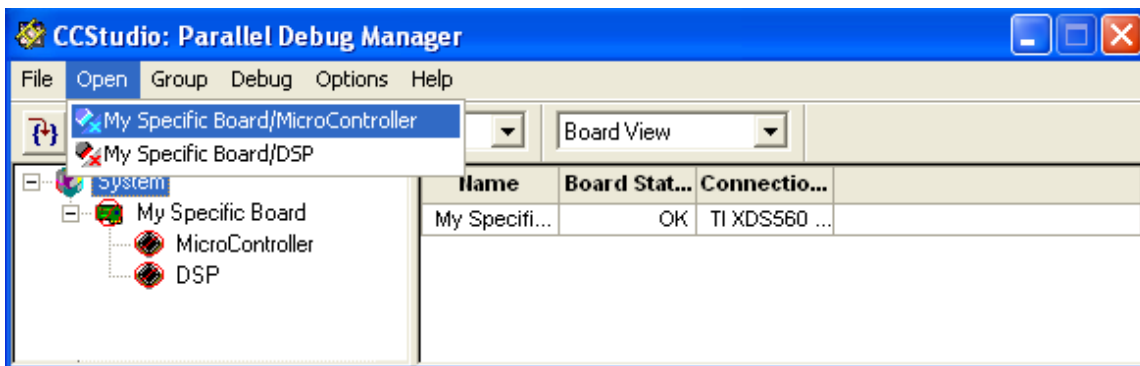 CCStudio: Parallel Debug Manager
File Open Group Debug Options Help
My Specific Board/MicroController
My Specific Board/DSP
Board View
System
My Specific Board
MicroController
DSP
Name Board Stat... Connectio...
My Specifi... OK TI XDS560 ...